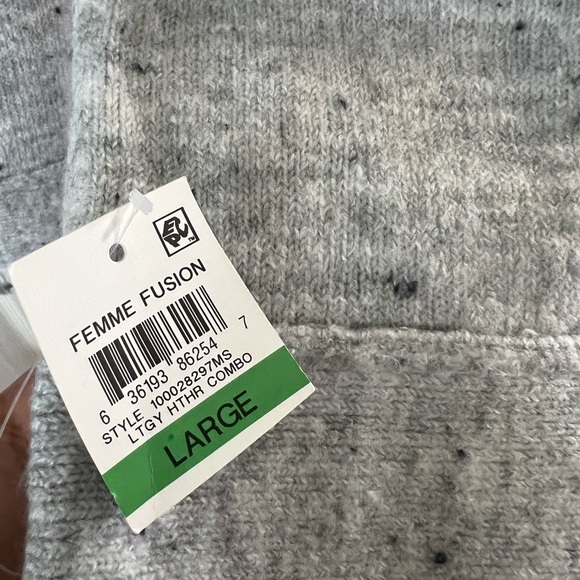 FEMME FUSION
6 36193 86254 7
STYLE 100028297MS
LTGY HTHR COMBO
LARGE